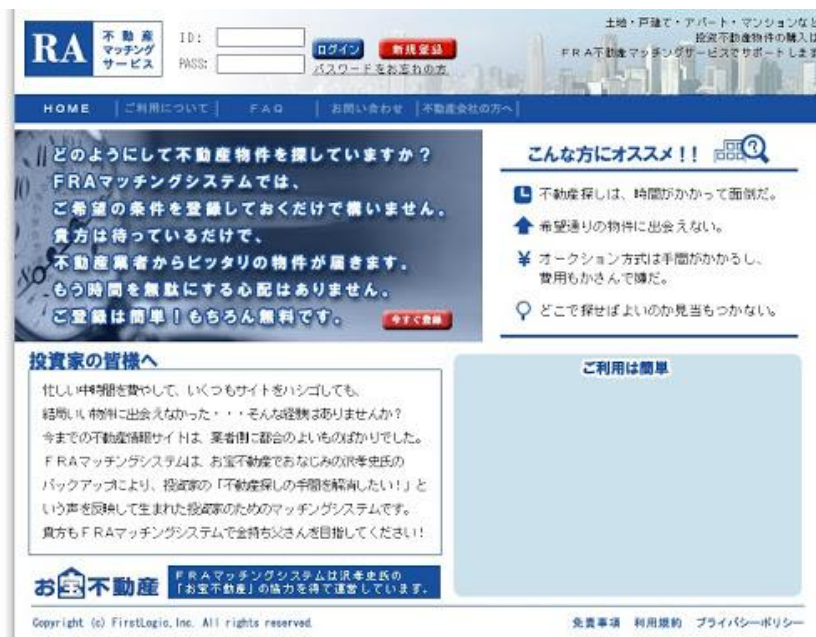 RA 不動産
マッチング
サービス
ID:
PASS:
ログイン
新規登録
パスワードをお忘れの方
土地・戸建て・アパート・マンションなど
投資不動産物件の購入は
FRA不動産マッチングサービスでサポートします
HOME
ご利用について
FAQ
お問い合わせ
不動産会社の方へ
どのようにして不動産物件を探していますか?
FRAマッチングシステムでは、
ご希望の条件を登録しておくだけで構いません。
貴方は待っているだけで、
不動産業者からピッタリの物件が届きます。
もう時間を無駄にする心配はありません。
ご登録は簡単!もちろん無料です。
今すぐ登録
こんな方にオススメ!!
不動産探しは、時間がかかって面倒だ。
希望通りの物件に出会えない。
オークション方式は手間がかかるし、
費用もかさんで嫌だ。
どこで探せばよいのか見当もつかない。
投資家の皆様へ
忙しい中時間を費やして、いくつもサイトをハシゴしても、
結局いい物件に出会えなかった・・・そんな経験はありませんか?
今までの不動産情報サイトは、業者側に都合のよいものばかりでした。
FRAマッチングシステムは、お宝不動産でおなじみの沢孝史氏の
バックアップにより、投資家の「不動産探しの手間を解消したい!」と
いう声を反映して生まれた投資家のためのマッチングシステムです。
貴方もFRAマッチングシステムで金持ち父さんを目指してください!
ご利用は簡単
お宝不動産
FRAマッチングシステムは沢孝史氏の
「お宝不動産」の協力を得て運営しています。
Copyright (c) FirstLogic,Inc. All rights reserved.
免責事項 利用規約 プライバシーポリシー